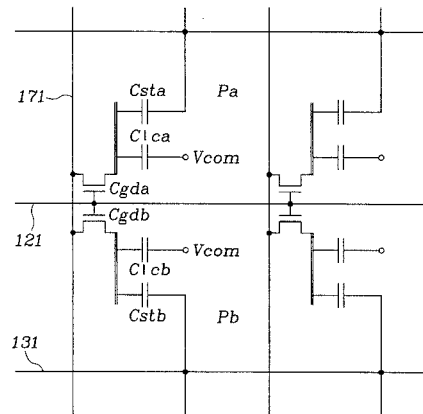 171
Csta
Pa
Clca
Vcom
Cgda
Cgdb
121
Vcom
Clcb
Cstb
Pb
131